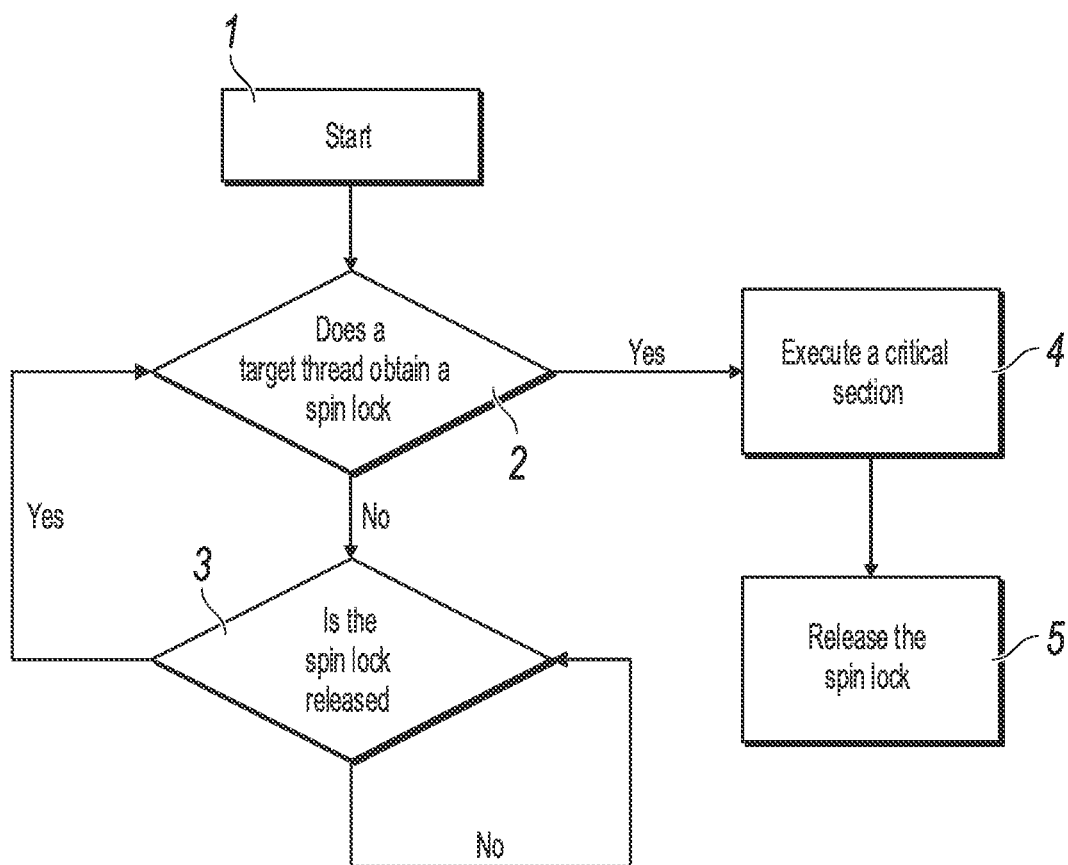 1
Start
Does a
target thread obtain a
spin lock
2
Yes
Execute a critical
section
4
Yes
No
3
Is the
spin lock
released
Release the
spin lock
5
No